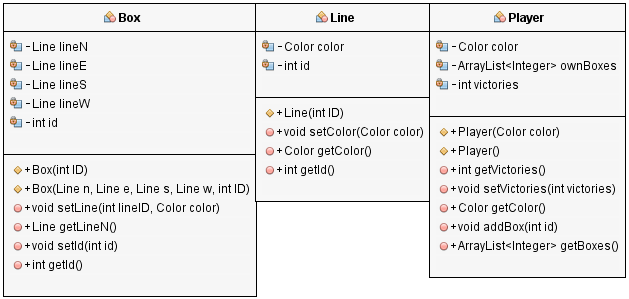 Box
- Line lineN
- Line lineE
- Line lineS
- Line lineW
- int id
+ Box(int ID)
+ Box(Line n, Line e, Line s, Line w, int ID)
+ void setLine(int lineID, Color color)
+ Line getLineN()
+ void setId(int id)
+ int getId()
Line
- Color color
- int id
+ Line(int ID)
+ void setColor(Color color)
+ Color getColor()
+ int getId()
Player
- Color color
- ArrayList<Integer> ownBoxes
- int victories
+ Player(Color color)
+ Player()
+ int getVictories()
+ void setVictories(int victories)
+ Color getColor()
+ void addBox(int id)
+ ArrayList<Integer> getBoxes()